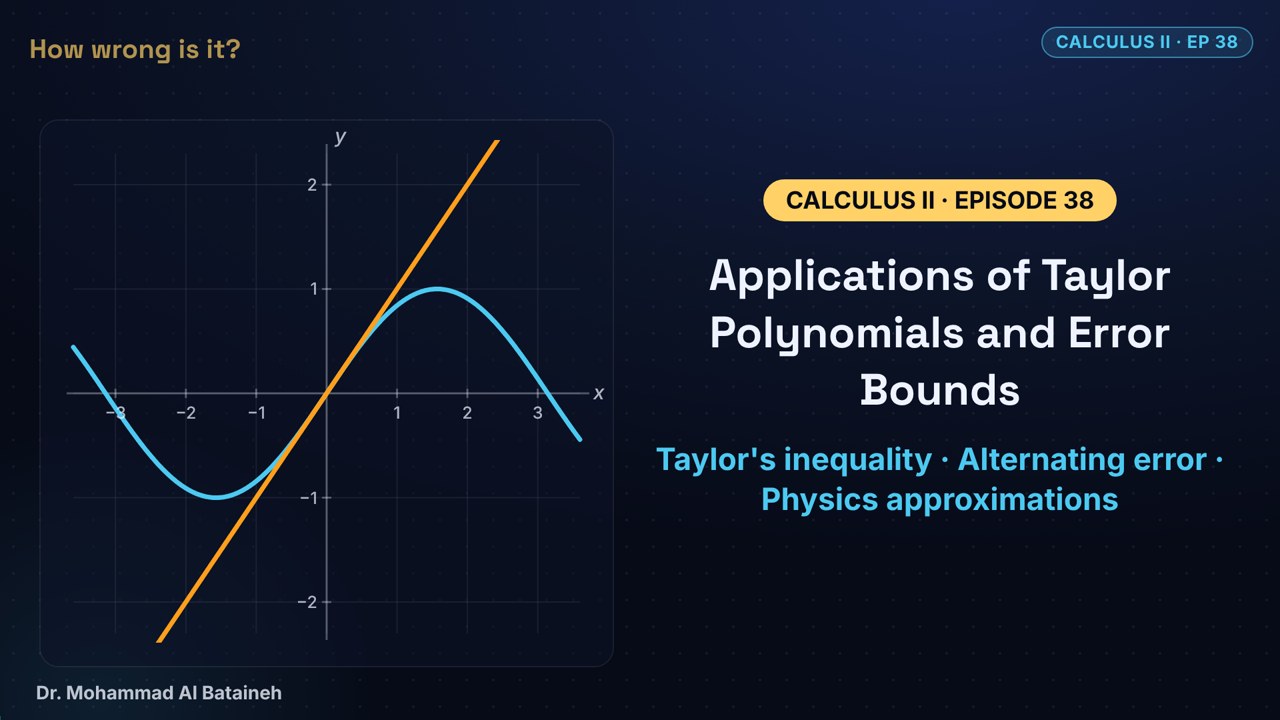 How wrong is it?
CALCULUS II · EP 38
y
2
1
x
−3
−2
−1
1
2
3
−1
−2
CALCULUS II · EPISODE 38
Applications of Taylor
Polynomials and Error
Bounds
Taylor's inequality · Alternating error ·
Physics approximations
Dr. Mohammad Al Bataineh